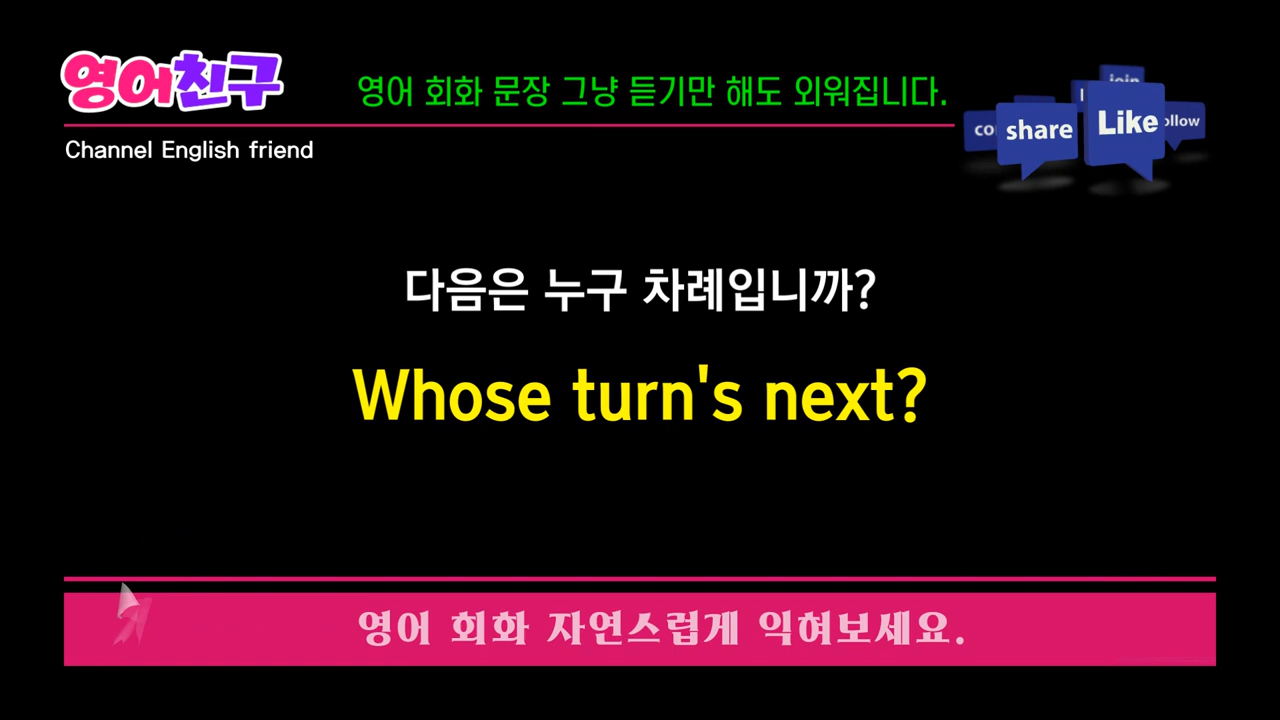 영어친구
영어 회화 문장 그냥 듣기만 해도 외워집니다.
Channel English friend
join
share
Like
다음은 누구 차례입니까?
Whose turn's next?
영어 회화 자연스럽게 익혀보세요.